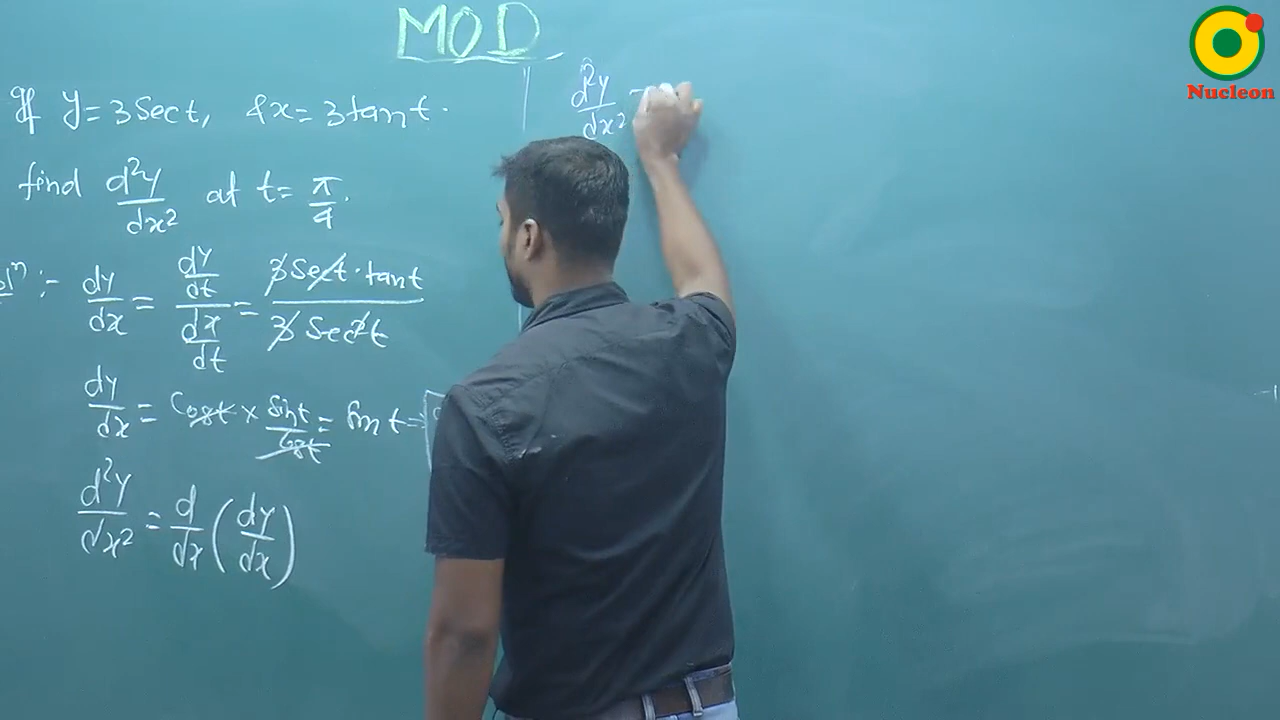 MOD
If y = 3 Sec t, & x = 3 tan t.
find d²y/dx² at t = π/4.
:- dy/dx = (dy/dt)/(dx/dt) = 3 Sec t · tan t / 3 Sec² t
dy/dx = Cos t × Sin t / Cos t = Sin t =
d²y/dx² = d/dx (dy/dx)
d²y/dx²
Nucleon